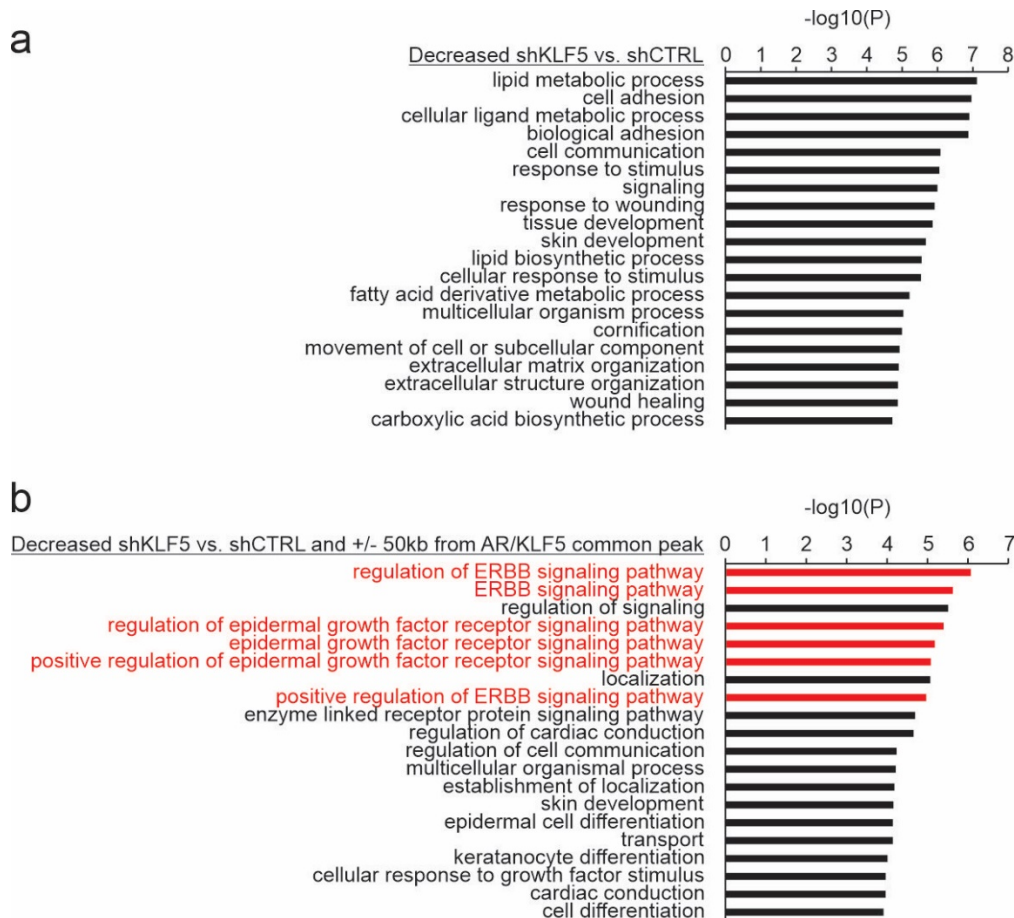 a
-log10(P)
Decreased shKLF5 vs. shCTRL
0 1 2 3 4 5 6 7 8
lipid metabolic process
cell adhesion
cellular ligand metabolic process
biological adhesion
cell communication
response to stimulus
signaling
response to wounding
tissue development
skin development
lipid biosynthetic process
cellular response to stimulus
fatty acid derivative metabolic process
multicellular organism process
cornification
movement of cell or subcellular component
extracellular matrix organization
extracellular structure organization
wound healing
carboxylic acid biosynthetic process
b
-log10(P)
Decreased shKLF5 vs. shCTRL and +/- 50kb from AR/KLF5 common peak
0 1 2 3 4 5 6 7
regulation of ERBB signaling pathway
ERBB signaling pathway
regulation of signaling
regulation of epidermal growth factor receptor signaling pathway
epidermal growth factor receptor signaling pathway
positive regulation of epidermal growth factor receptor signaling pathway
localization
positive regulation of ERBB signaling pathway
enzyme linked receptor protein signaling pathway
regulation of cardiac conduction
regulation of cell communication
multicellular organismal process
establishment of localization
skin development
epidermal cell differentiation
transport
keratanocyte differentiation
cellular response to growth factor stimulus
cardiac conduction
cell differentiation